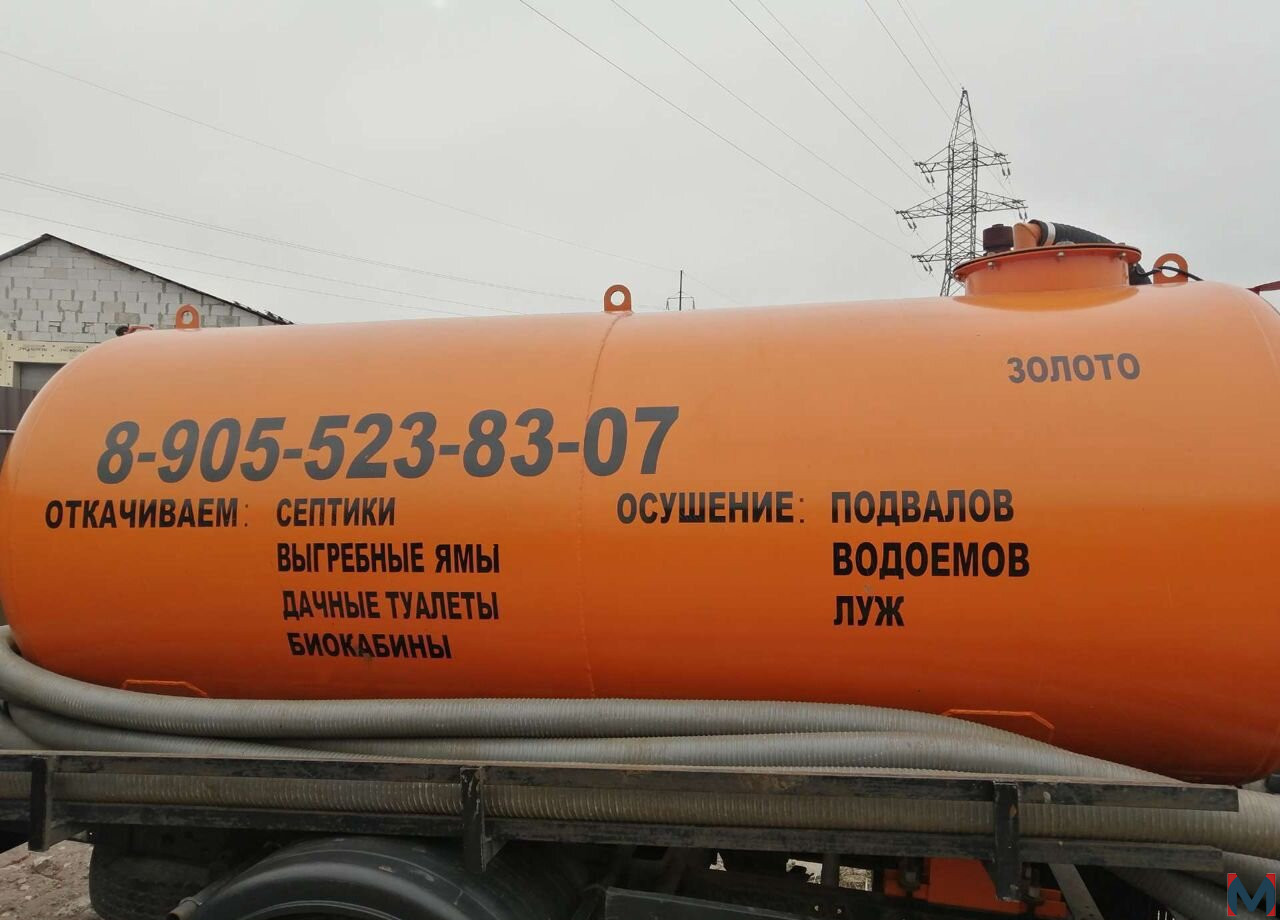 ЗОЛОТО
8-905-523-83-07
ОТКАЧИВАЕМ: СЕПТИКИ
ВЫГРЕБНЫЕ ЯМЫ
ДАЧНЫЕ ТУАЛЕТЫ
БИОКАБИНЫ
ОСУШЕНИЕ: ПОДВАЛОВ
ВОДОЕМОВ
ЛУЖ
M